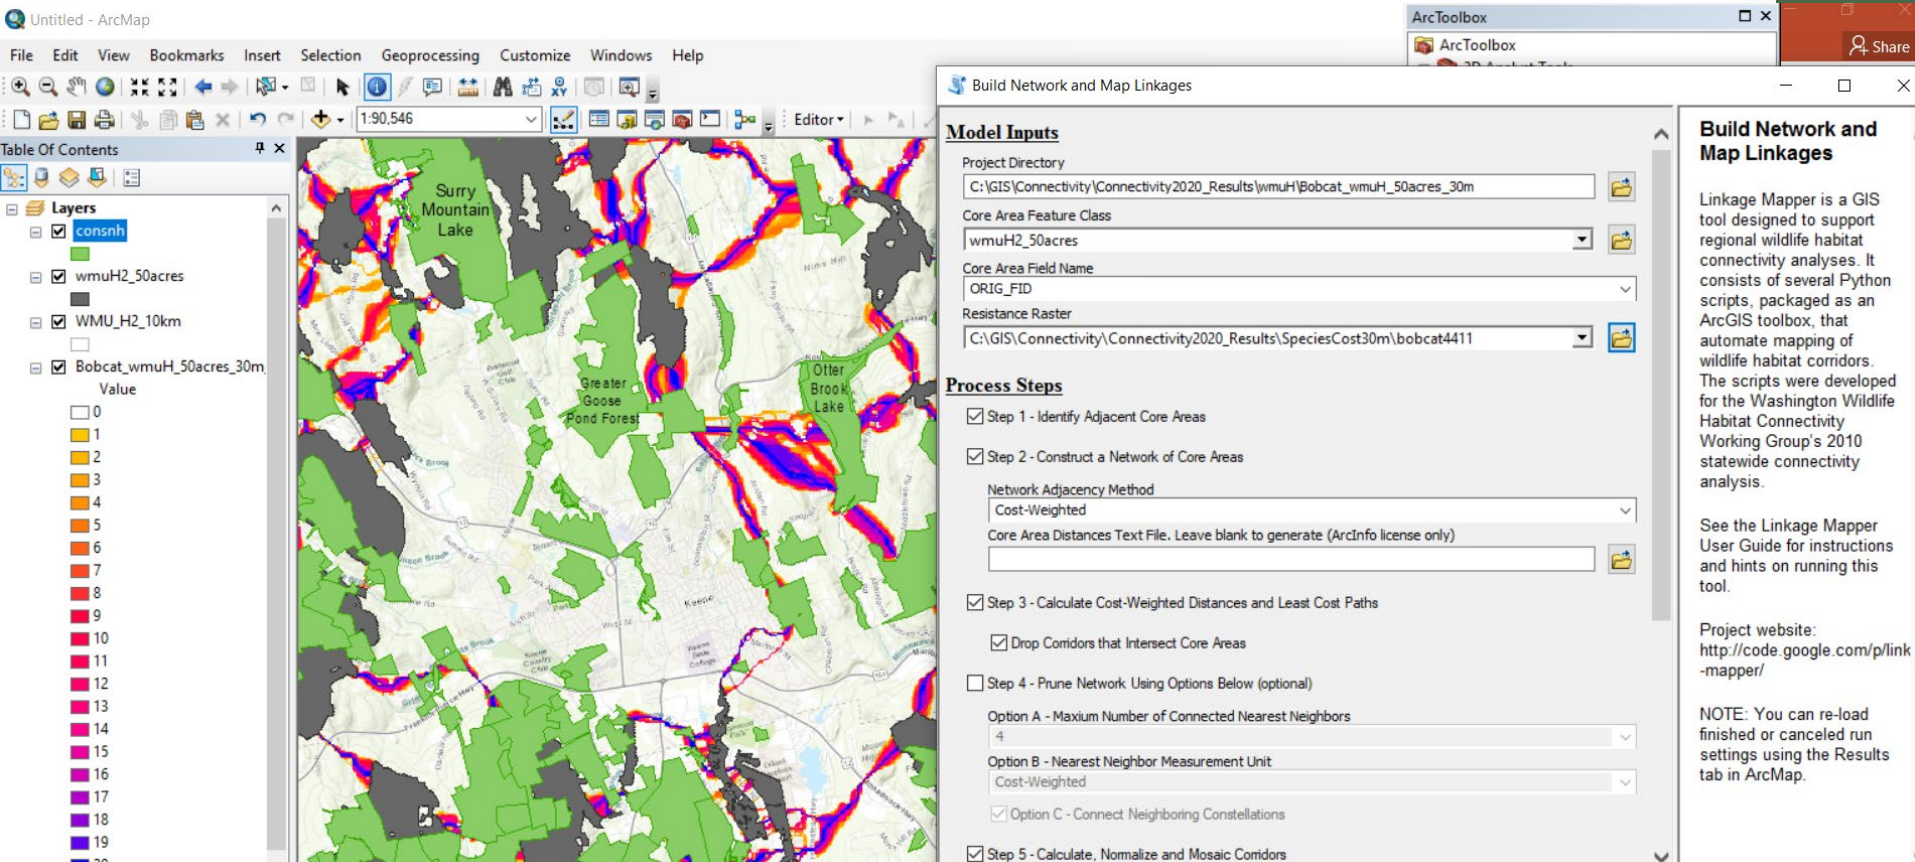 Untitled - ArcMap
File Edit View Bookmarks Insert Selection Geoprocessing Customize Windows Help
1:90,546
Editor
Table Of Contents
Layers
consnh
wmuH2_50acres
WMU_H2_10km
Bobcat_wmuH_50acres_30m
Value
0
1
2
3
4
5
6
7
8
9
10
11
12
13
14
15
16
17
18
19
Surry
Mountain
Lake
Nims Hill
Greater
Goose
Pond Forest
Otter
Brook
Lake
Keene
Keene
State
College
Keene
Country
Club
ArcToolbox
ArcToolbox
3D Analyst Tools
Share
Build Network and Map Linkages
Model Inputs
Project Directory
C:\GIS\Connectivity\Connectivity2020_Results\wmuH\Bobcat_wmuH_50acres_30m
Core Area Feature Class
wmuH2_50acres
Core Area Field Name
ORIG_FID
Resistance Raster
C:\GIS\Connectivity\Connectivity2020_Results\SpeciesCost30m\bobcat4411
Process Steps
Step 1 - Identify Adjacent Core Areas
Step 2 - Construct a Network of Core Areas
Network Adjacency Method
Cost-Weighted
Core Area Distances Text File. Leave blank to generate (ArcInfo license only)
Step 3 - Calculate Cost-Weighted Distances and Least Cost Paths
Drop Corridors that Intersect Core Areas
Step 4 - Prune Network Using Options Below (optional)
Option A - Maxium Number of Connected Nearest Neighbors
4
Option B - Nearest Neighbor Measurement Unit
Cost-Weighted
Option C - Connect Neighboring Constellations
Step 5 - Calculate, Normalize and Mosaic Corridors
Build Network and
Map Linkages
Linkage Mapper is a GIS
tool designed to support
regional wildlife habitat
connectivity analyses. It
consists of several Python
scripts, packaged as an
ArcGIS toolbox, that
automate mapping of
wildlife habitat corridors.
The scripts were developed
for the Washington Wildlife
Habitat Connectivity
Working Group's 2010
statewide connectivity
analysis.
See the Linkage Mapper
User Guide for instructions
and hints on running this
tool.
Project website:
http://code.google.com/p/link
-mapper/
NOTE: You can re-load
finished or canceled run
settings using the Results
tab in ArcMap.